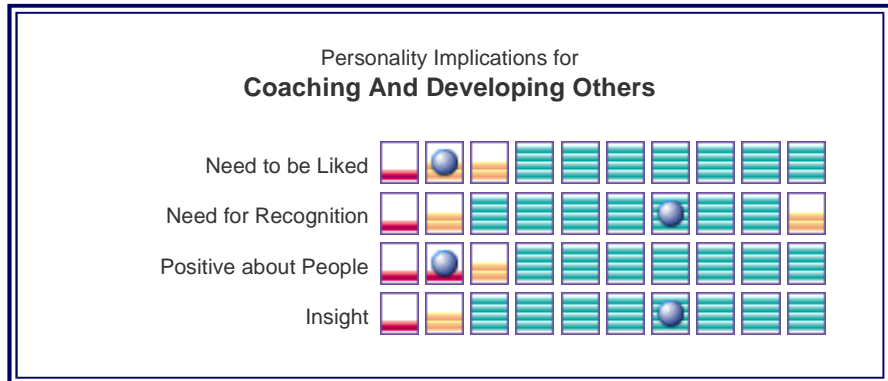 Personality Implications for
Coaching And Developing Others
Need to be Liked
Need for Recognition
Positive about People
Insight